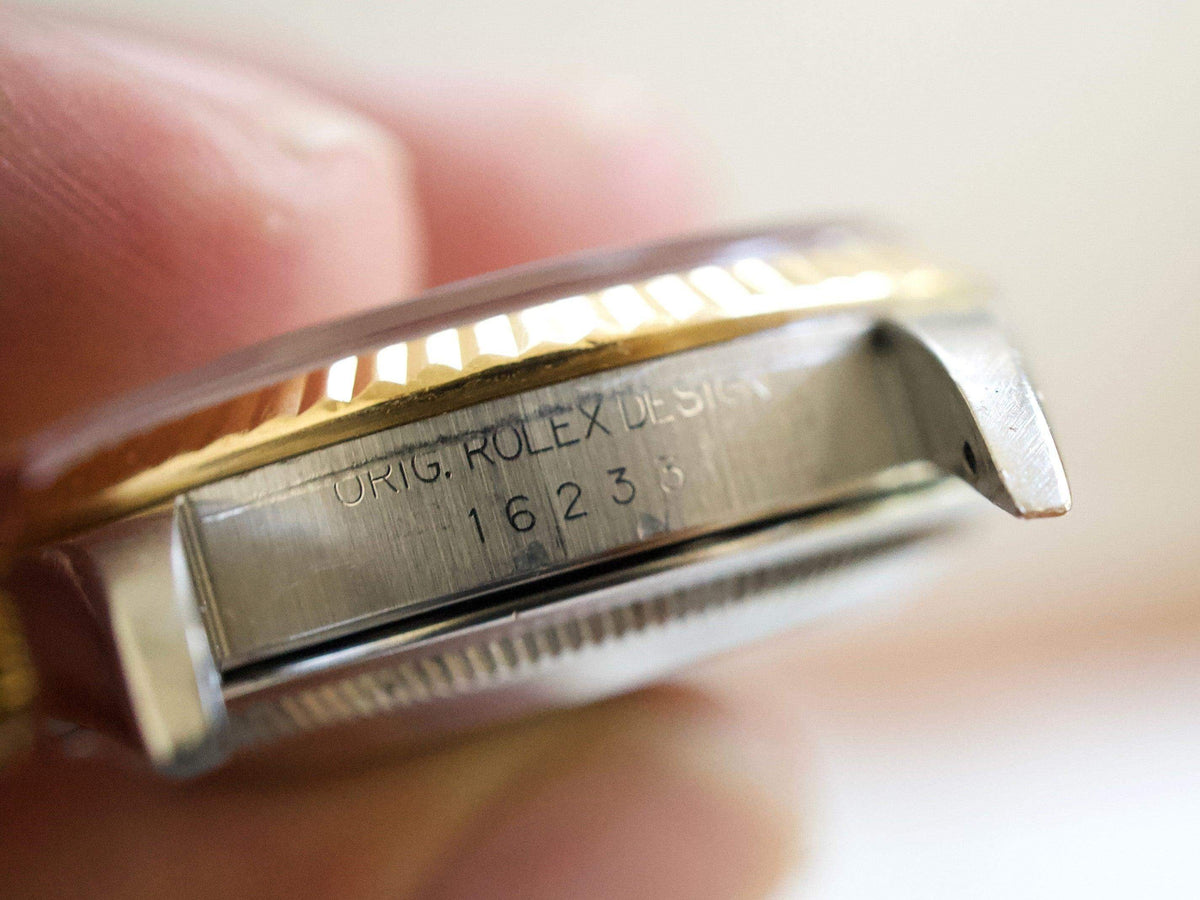 ORIG. ROLEX DESIGN
16233